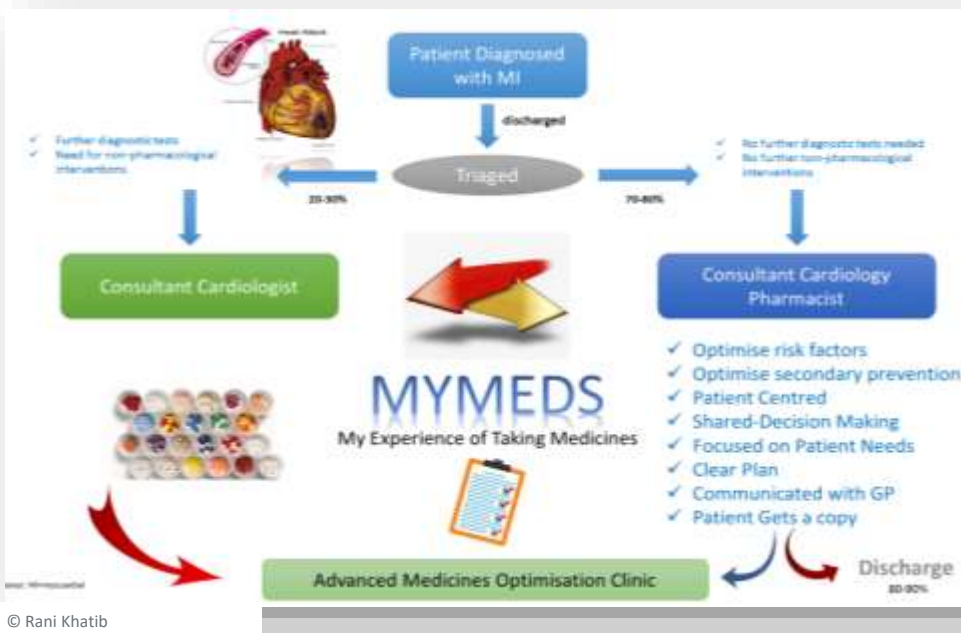 Patient Diagnosed
with MI
discharged
Further diagnostic tests
Need for non-pharmacological
interventions
Triaged
No further diagnostic tests needed
No further non-pharmacological
interventions
20-30%
70-80%
Consultant Cardiologist
Consultant Cardiology
Pharmacist
MYMEDS
My Experience of Taking Medicines
Optimise risk factors
Optimise secondary prevention
Patient Centred
Shared-Decision Making
Focused on Patient Needs
Clear Plan
Communicated with GP
Patient Gets a copy
Advanced Medicines Optimisation Clinic
Discharge
80-90%
© Rani Khatib